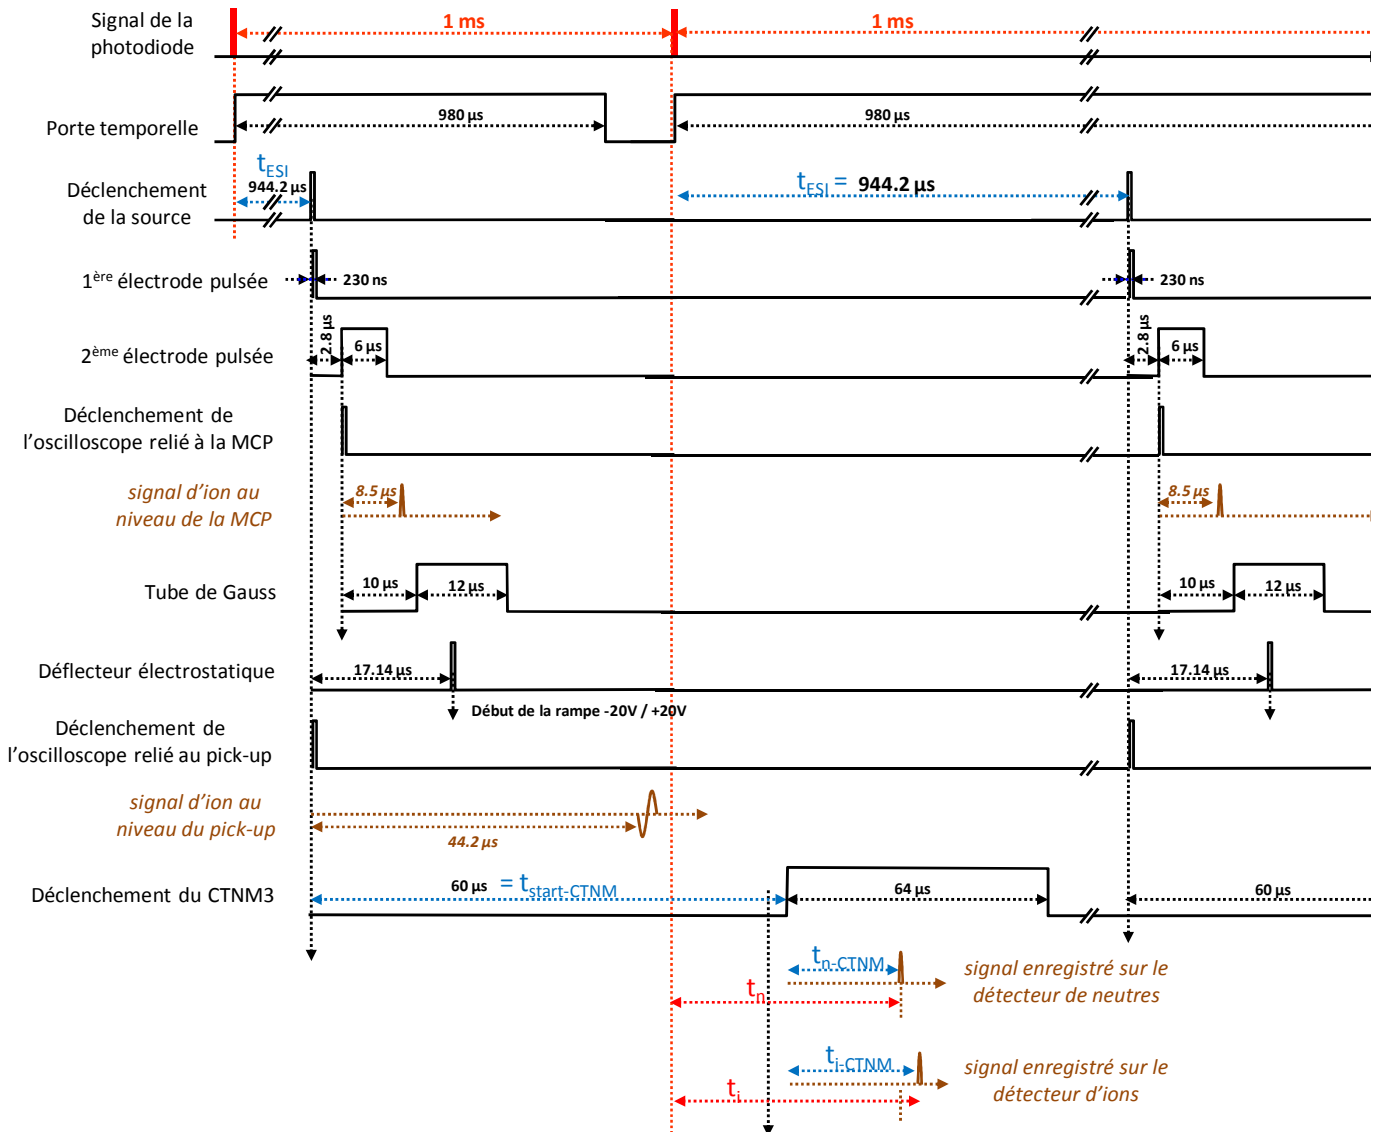 Signal de la
photodiode
1 ms
1 ms
Porte temporelle
980 µs
980 µs
Déclenchement
de la source
tESI
944.2 µs
tESI = 944.2 µs
1ère électrode pulsée
230 ns
230 ns
2ème électrode pulsée
2.8 µs
6 µs
2.8 µs
6 µs
Déclenchement de
l'oscilloscope relié à la MCP
signal d'ion au
niveau de la MCP
8.5 µs
8.5 µs
Tube de Gauss
10 µs
12 µs
10 µs
12 µs
Déflecteur électrostatique
17.14 µs
17.14 µs
Début de la rampe -20V / +20V
Déclenchement de
l'oscilloscope relié au pick-up
signal d'ion au
niveau du pick-up
44.2 µs
Déclenchement du CTNM3
60 µs = tstart-CTNM
64 µs
60 µs
tn-CTNM
tn
signal enregistré sur le
détecteur de neutres
ti-CTNM
ti
signal enregistré sur le
détecteur d'ions